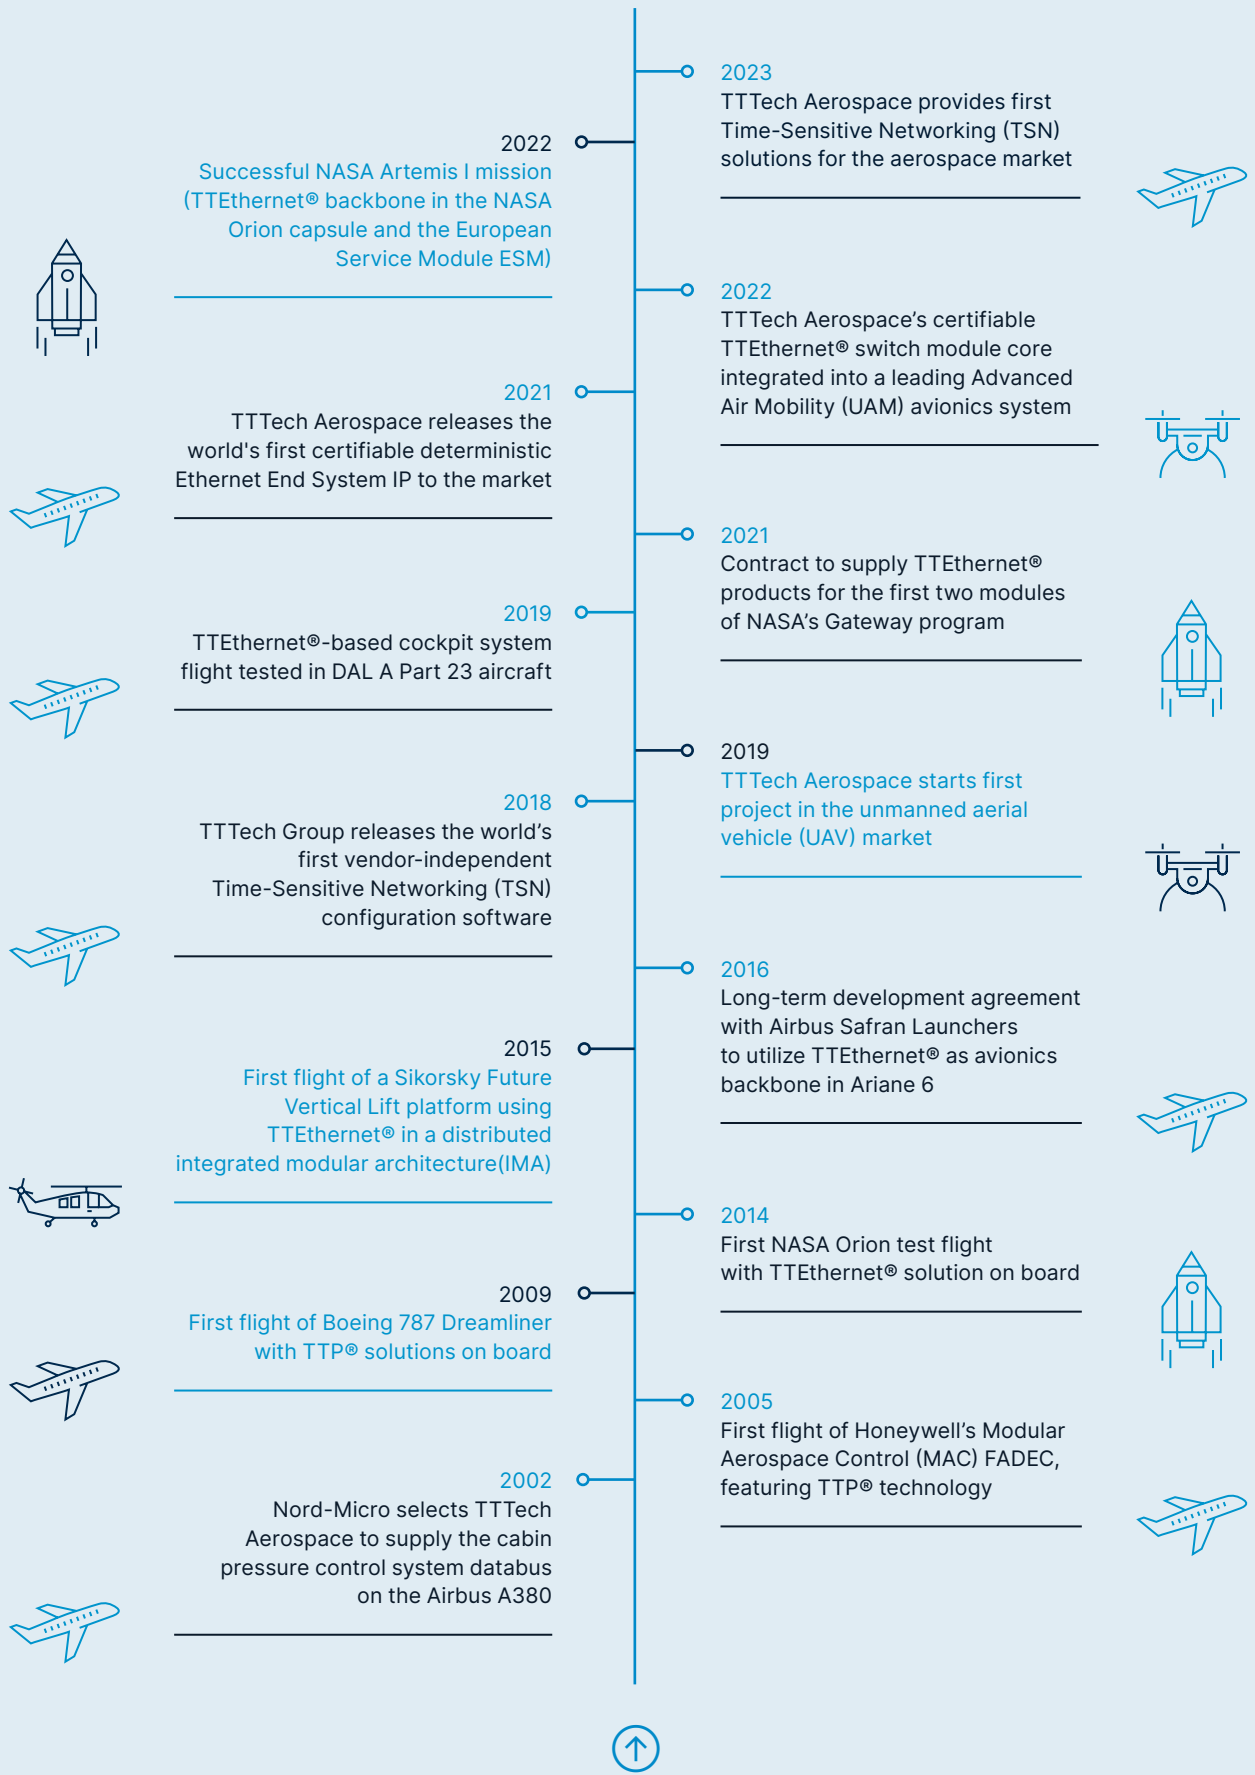 2023
TTTech Aerospace provides first
Time-Sensitive Networking (TSN)
solutions for the aerospace market
2022
Successful NASA Artemis I mission
(TTEthernet® backbone in the NASA
Orion capsule and the European
Service Module ESM)
2022
TTTech Aerospace’s certifiable
TTEthernet® switch module core
integrated into a leading Advanced
Air Mobility (UAM) avionics system
2021
TTTech Aerospace releases the
world's first certifiable deterministic
Ethernet End System IP to the market
2021
Contract to supply TTEthernet®
products for the first two modules
of NASA’s Gateway program
2019
TTEthernet®-based cockpit system
flight tested in DAL A Part 23 aircraft
2019
TTTech Aerospace starts first
project in the unmanned aerial
vehicle (UAV) market
2018
TTTech Group releases the world’s
first vendor-independent
Time-Sensitive Networking (TSN)
configuration software
2016
Long-term development agreement
with Airbus Safran Launchers
to utilize TTEthernet® as avionics
backbone in Ariane 6
2015
First flight of a Sikorsky Future
Vertical Lift platform using
TTEthernet® in a distributed
integrated modular architecture(IMA)
2014
First NASA Orion test flight
with TTEthernet® solution on board
2009
First flight of Boeing 787 Dreamliner
with TTP® solutions on board
2005
First flight of Honeywell’s Modular
Aerospace Control (MAC) FADEC,
featuring TTP® technology
2002
Nord-Micro selects TTTech
Aerospace to supply the cabin
pressure control system databus
on the Airbus A380